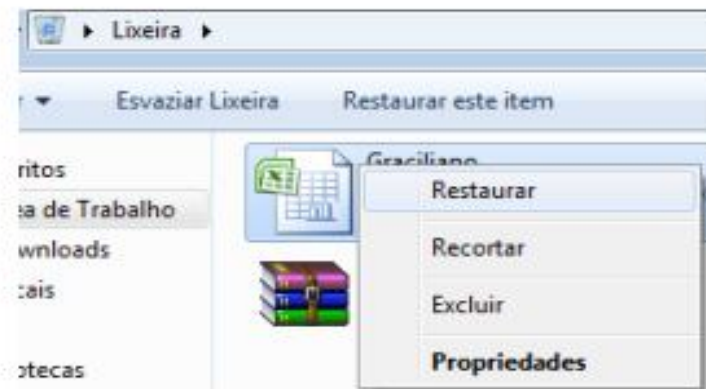 Lixeira
Esvaziar Lixeira Restaurar este item
ritos
ea de Trabalho
wnloads
cais
otecas
Graciliano
Restaurar
Recortar
Excluir
Propriedades